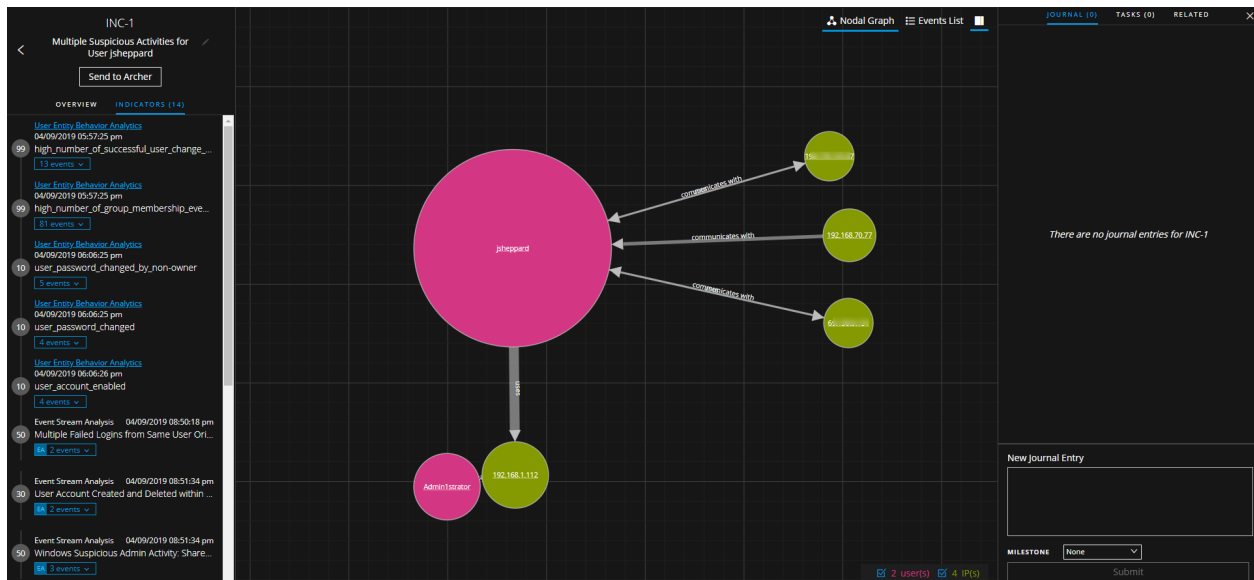 INC-1
Multiple Suspicious Activities for
User jsheppard
Send to Archer
OVERVIEW
INDICATORS (14)
User Entity Behavior Analytics
04/09/2019 05:57:25 pm
99
high_number_of_successful_user_change_...
13 events
User Entity Behavior Analytics
04/09/2019 05:57:25 pm
99
high_number_of_group_membership_eve...
81 events
User Entity Behavior Analytics
04/09/2019 06:06:25 pm
10
user_password_changed_by_non-owner
5 events
User Entity Behavior Analytics
04/09/2019 06:06:25 pm
10
user_password_changed
4 events
User Entity Behavior Analytics
04/09/2019 06:06:26 pm
10
user_account_enabled
4 events
Event Stream Analysis 04/09/2019 08:50:18 pm
50
Multiple Failed Logins from Same User Ori...
EA 2 events
Event Stream Analysis 04/09/2019 08:51:34 pm
30
User Account Created and Deleted within ...
EA 2 events
Event Stream Analysis 04/09/2019 08:51:34 pm
50
Windows Suspicious Admin Activity: Share...
EA 3 events
Nodal Graph
Events List
communicates with
192.168.70.77
communicates with
jsheppard
communicates with
uses
192.168.1.112
Admin1strator
2 user(s)
4 IP(s)
JOURNAL (0)
TASKS (0)
RELATED
There are no journal entries for INC-1
New Journal Entry
MILESTONE
None
Submit